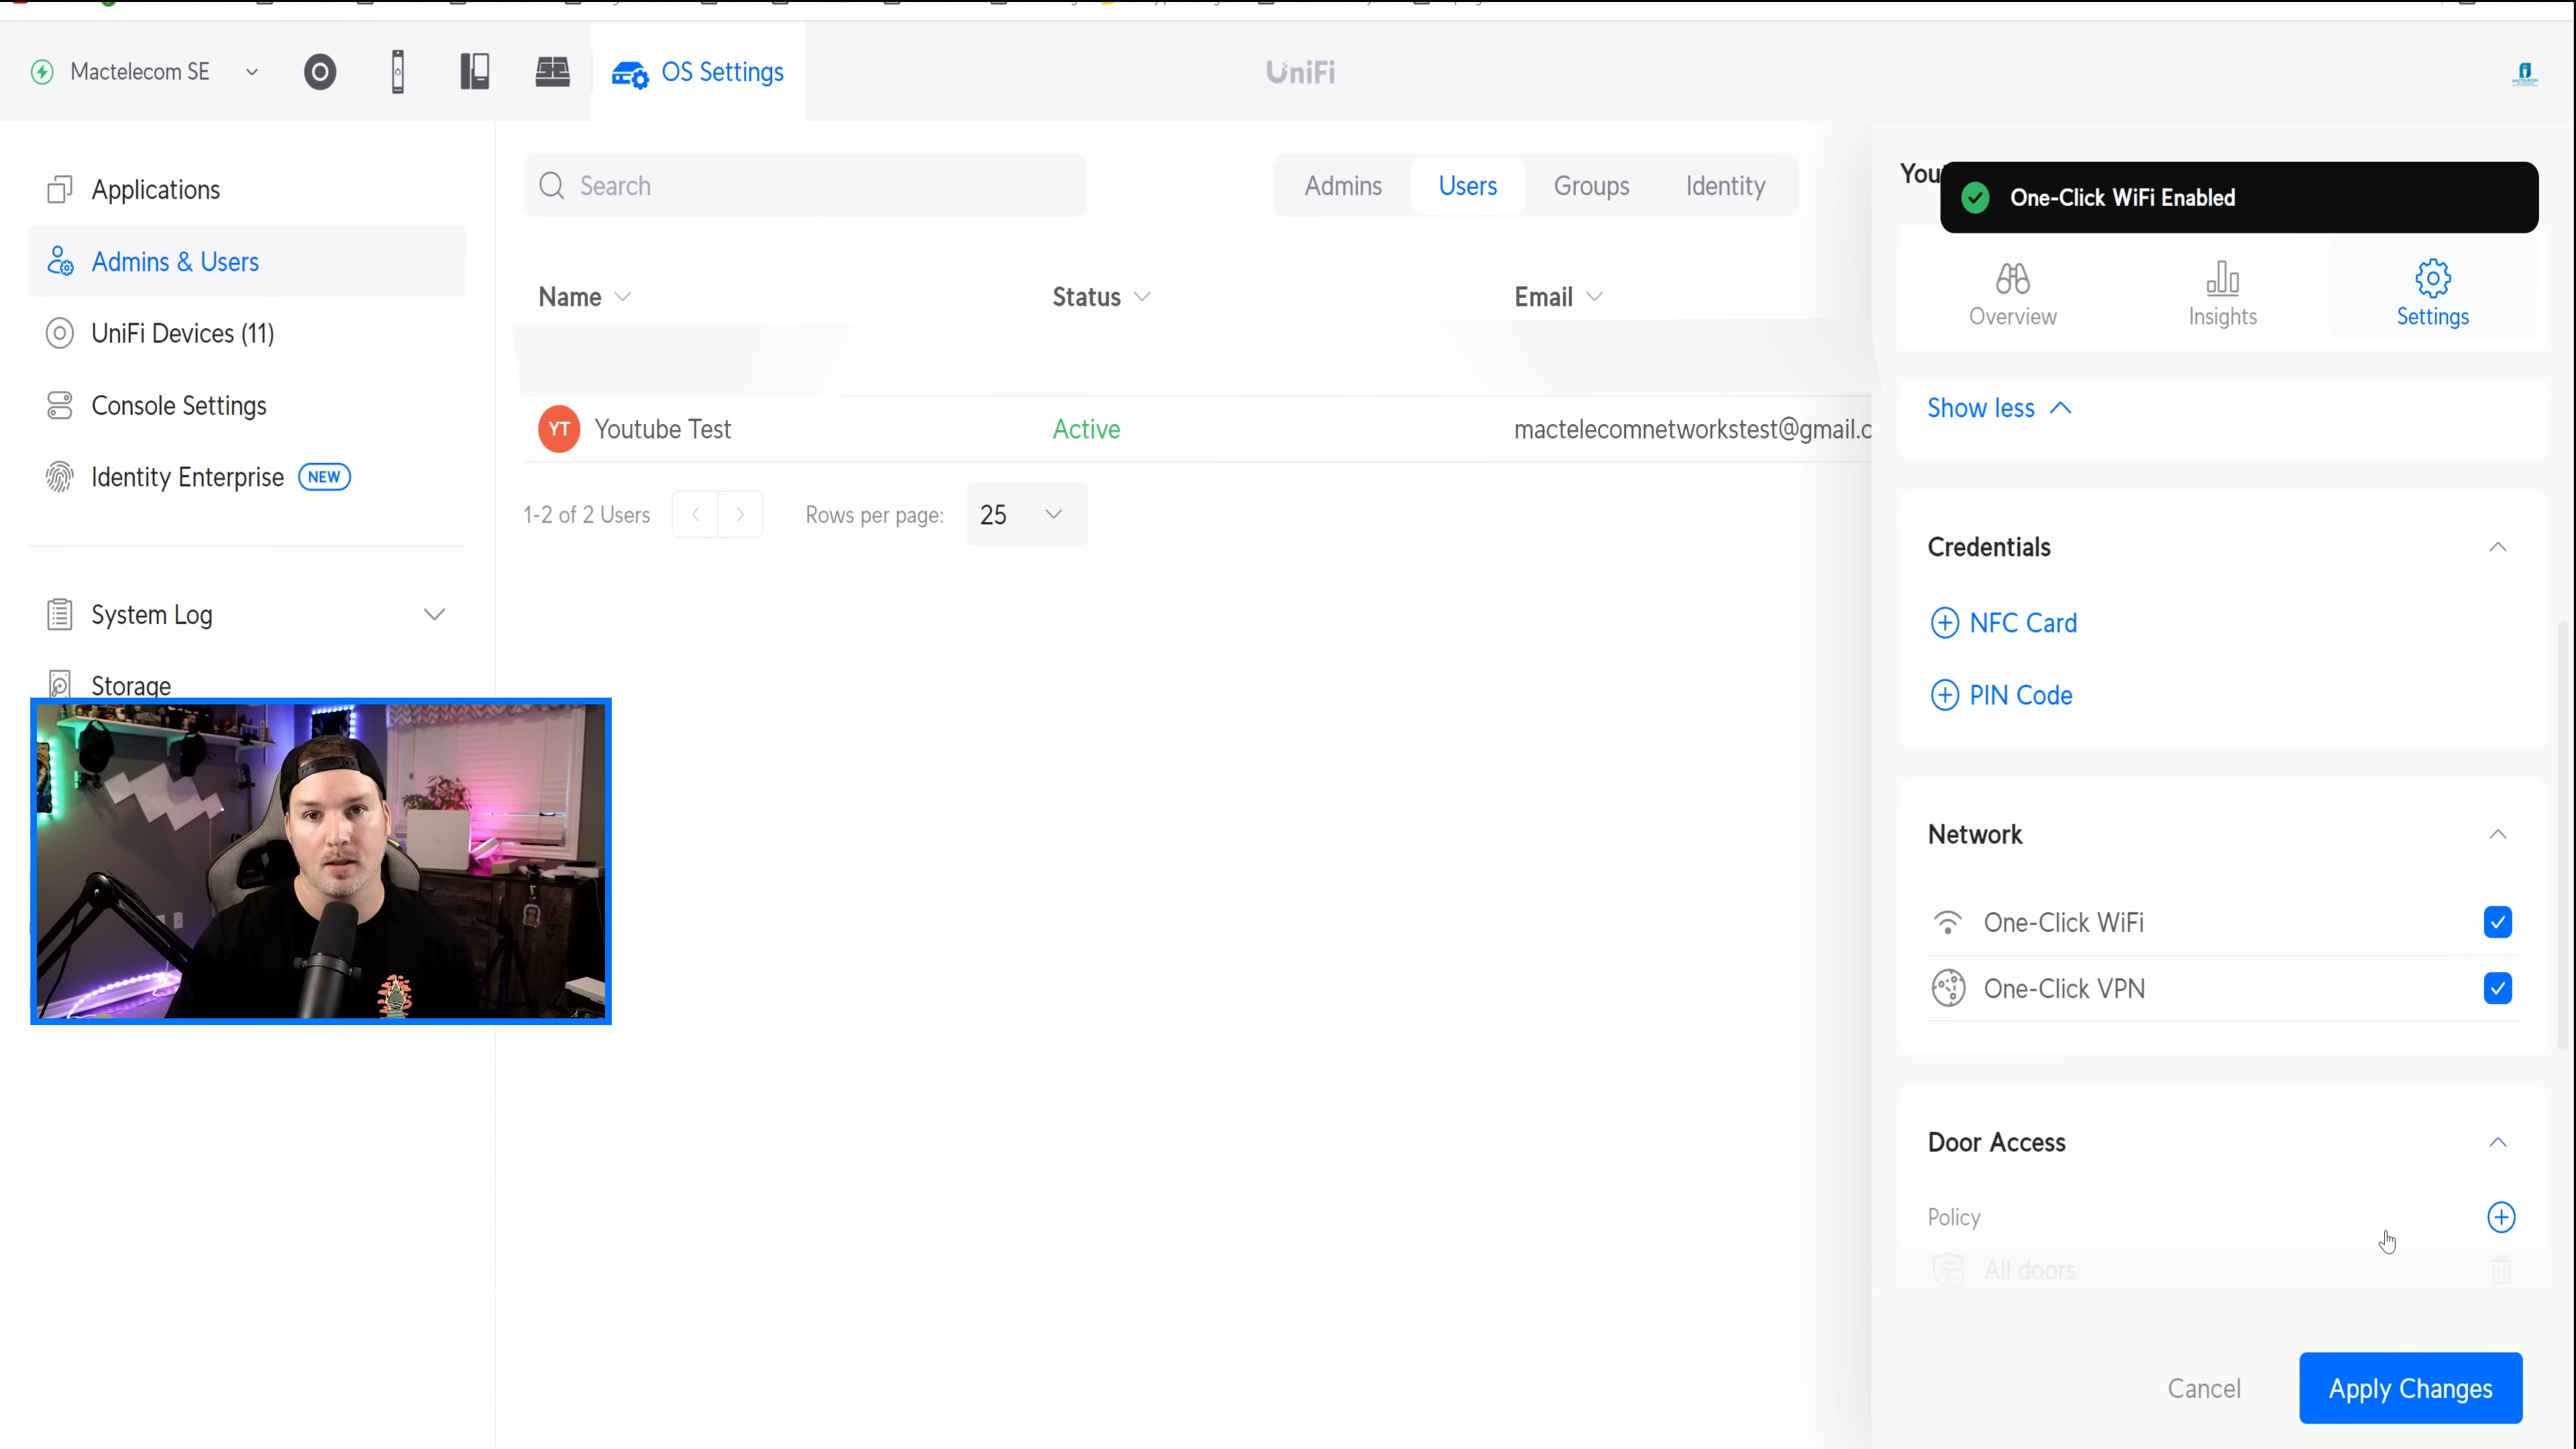 Mactelecom SE
OS Settings
UniFi
Applications
Admins & Users
UniFi Devices (11)
Console Settings
Identity Enterprise NEW
System Log
Storage
Search
Admins Users Groups Identity
Name Status Email
YT Youtube Test Active mactelecomnetworkstest@gmail.c
1-2 of 2 Users Rows per page: 25
You
One-Click WiFi Enabled
Overview Insights Settings
Show less
Credentials
NFC Card
PIN Code
Network
One-Click WiFi
One-Click VPN
Door Access
Policy
All doors
Cancel Apply Changes